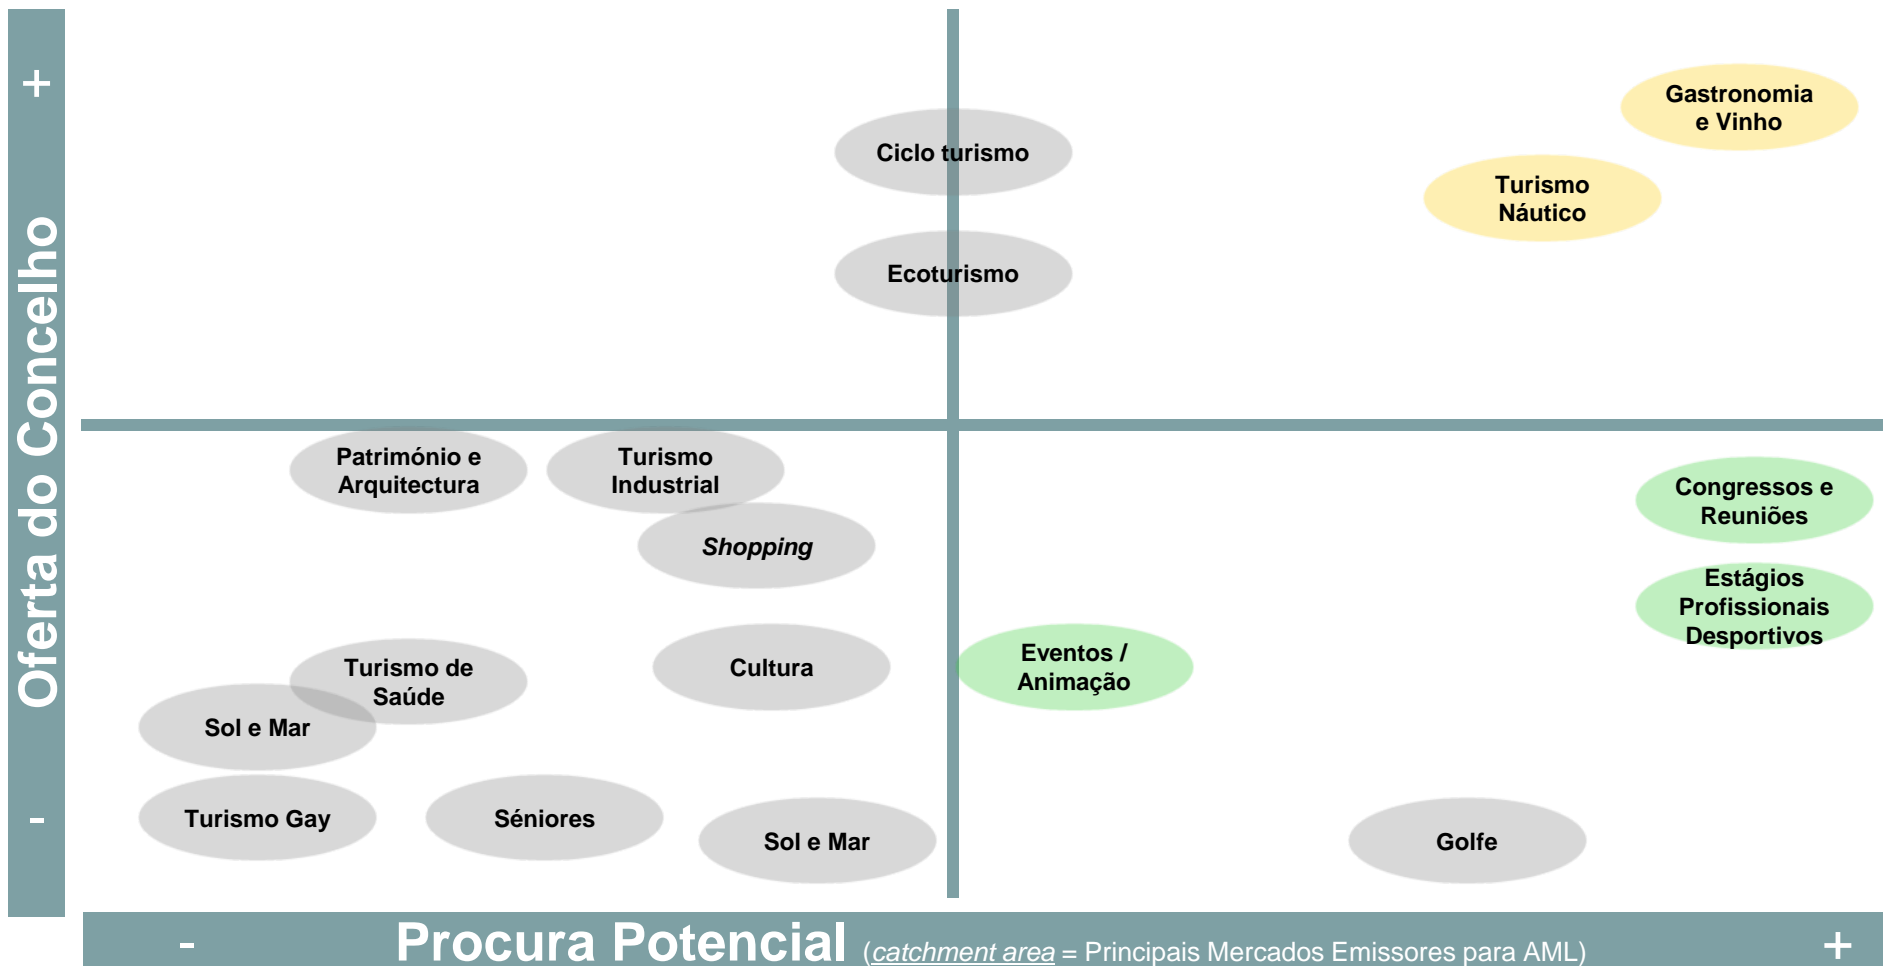 +
Oferta do Concelho
-
Gastronomia
e Vinho
Ciclo turismo
Turismo
Náutico
Ecoturismo
Património e
Arquitectura
Turismo
Industrial
Shopping
Congressos e
Reuniões
Estágios
Profissionais
Desportivos
Turismo de
Saúde
Cultura
Eventos /
Animação
Sol e Mar
Turismo Gay
Séniores
Sol e Mar
Golfe
- Procura Potencial (catchment area = Principais Mercados Emissores para AML) +